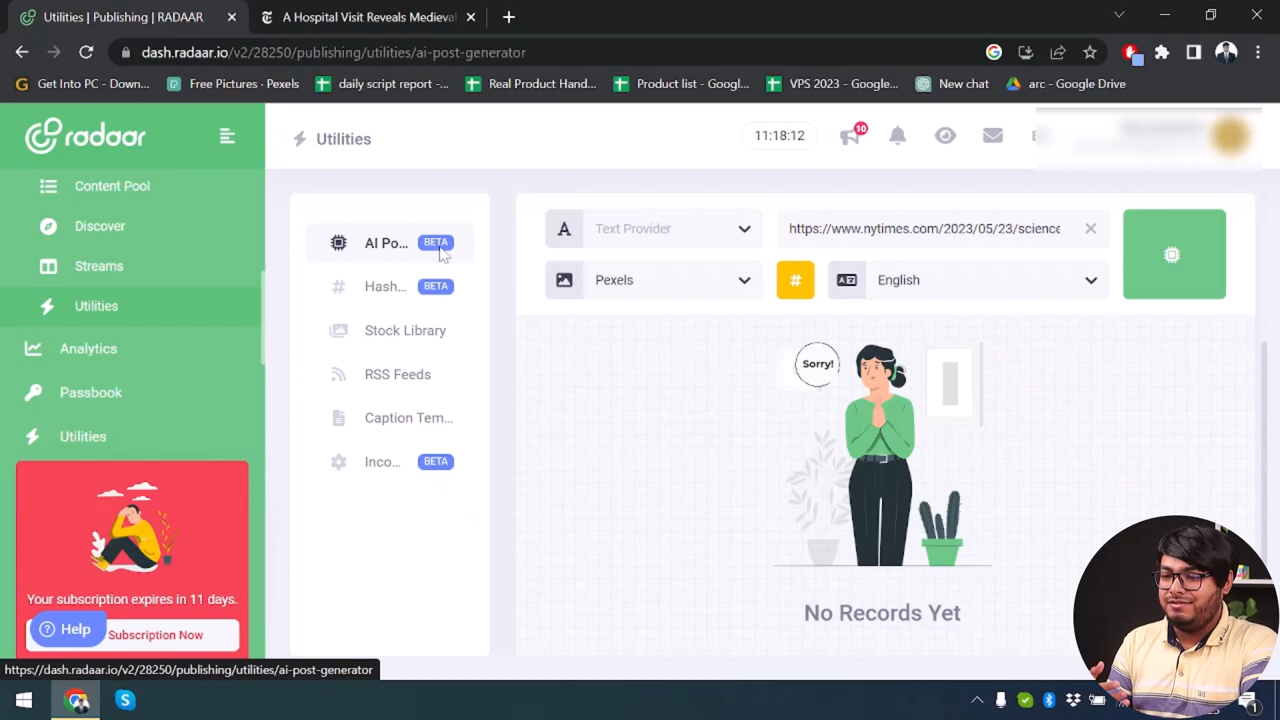 Utilities | Publishing | RADAAR
A Hospital Visit Reveals Medieval
dash.radaar.io/v2/28250/publishing/utilities/ai-post-generator
Get Into PC - Down...
Free Pictures - Pexels
daily script report -...
Real Product Hand...
Product list - Googl...
VPS 2023 - Google...
New chat
arc - Google Drive
radaar
Utilities
11:18:12
10
Content Pool
Discover
Streams
Utilities
Analytics
Passbook
Utilities
AI Po... BETA
Hash... BETA
Stock Library
RSS Feeds
Caption Tem...
Inco... BETA
Text Provider
https://www.nytimes.com/2023/05/23/science
Pexels
#
English
Sorry!
No Records Yet
Your subscription expires in 11 days.
Help
Subscription Now
https://dash.radaar.io/v2/28250/publishing/utilities/ai-post-generator
1